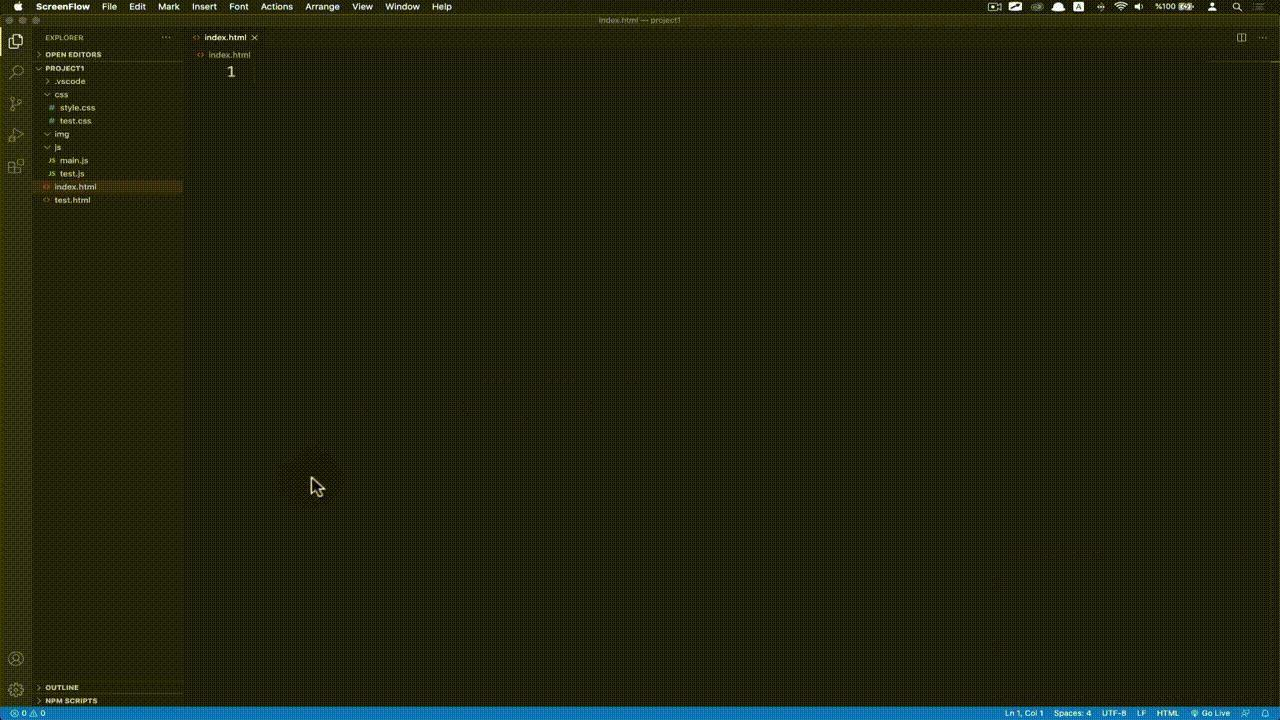 ScreenFlow File Edit Mark Insert Font Actions Arrange View Window Help A %100
index.html — project1
EXPLORER
index.html
OPEN EDITORS
index.html
PROJECT1
1
.vscode
css
# style.css
# test.css
img
js
JS main.js
JS test.js
<> index.html
<> test.html
OUTLINE
NPM SCRIPTS
0 0 Ln 1, Col 1 Spaces: 4 UTF-8 LF HTML Go Live